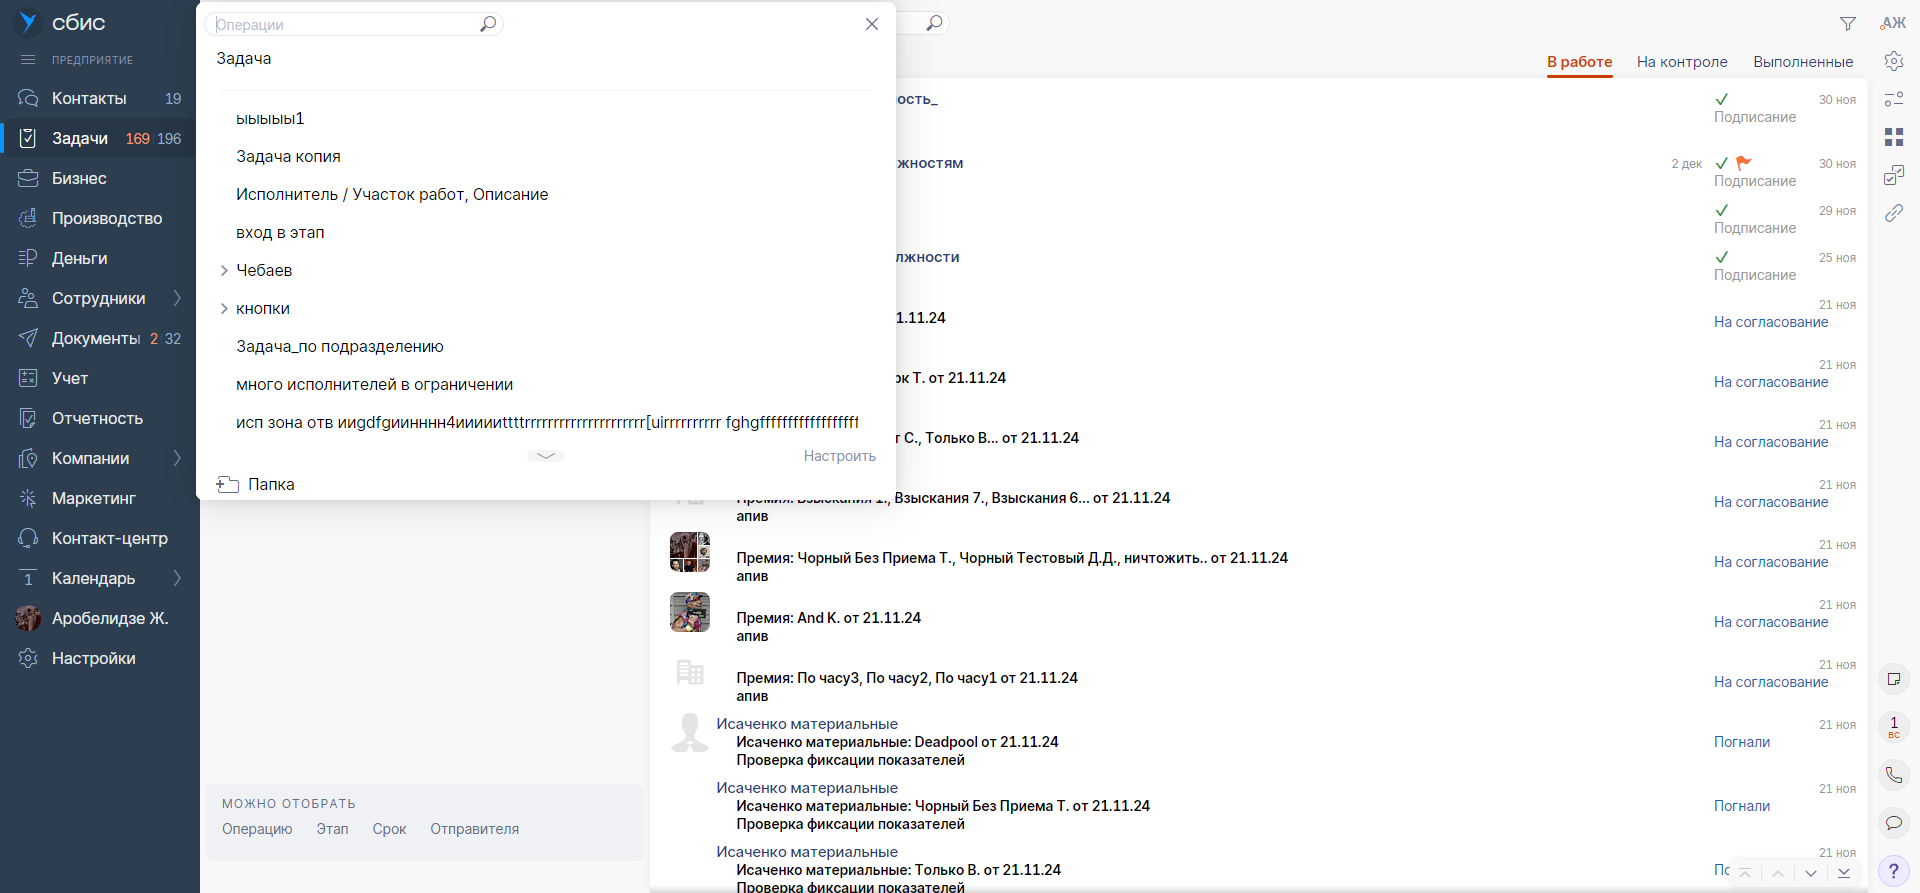 сбис
ПРЕДПРИЯТИЕ
Контакты 19
Задачи 169 196
Бизнес
Производство
Деньги
Сотрудники
Документы 2 32
Учет
Отчетность
Компании
Маркетинг
Контакт-центр
1 Календарь
Аробелидзе Ж.
Настройки
Операции
Задача
ыыыыы1
Задача копия
Исполнитель / Участок работ, Описание
вход в этап
Чебаев
кнопки
Задача_по подразделению
много исполнителей в ограничении
Настроить
Папка
МОЖНО ОТОБРАТЬ
Операцию Этап Срок Отправителя
АЖ
В работе На контроле Выполненные
ость_ 30 ноя
Подписание
жностям 2 дек 30 ноя
Подписание
29 ноя
Подписание
лжности 25 ноя
Подписание
21 ноя
1.11.24 На согласование
21 ноя
рк Т. от 21.11.24 На согласование
21 ноя
т С., Только В... от 21.11.24 На согласование
21 ноя
Премия: Взыскания 1., Взыскания 7., Взыскания 6... от 21.11.24 На согласование
апив
21 ноя
Премия: Чорный Без Приема Т., Чорный Тестовый Д.Д., ничтожить.. от 21.11.24 На согласование
апив
21 ноя
Премия: And K. от 21.11.24 На согласование
апив
21 ноя
Премия: По часу3, По часу2, По часу1 от 21.11.24 На согласование
апив
Исаченко материальные 21 ноя
Исаченко материальные: Deadpool от 21.11.24 Погнали
Проверка фиксации показателей
Исаченко материальные 21 ноя
Исаченко материальные: Чорный Без Приема Т. от 21.11.24 Погнали
Проверка фиксации показателей
Исаченко материальные 21 ноя
Исаченко материальные: Только В. от 21.11.24 Пс
Проверка фиксации показателей
1
ВС
?